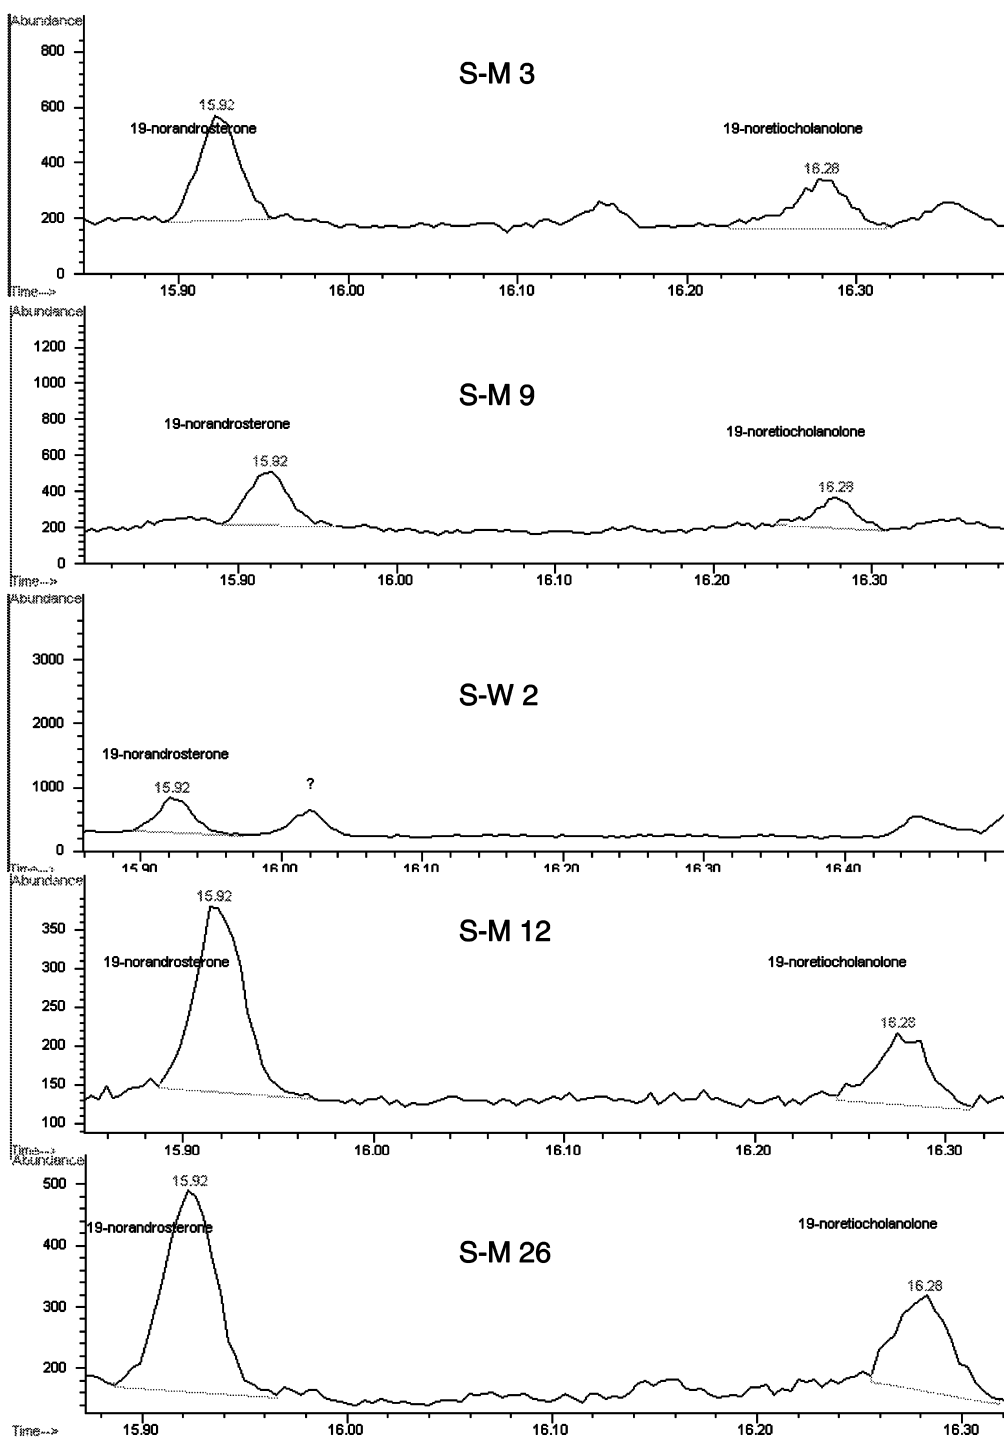 Abundance
800
S-M 3
600
15.92
19-norandrosterone
19-noretiocholanolone
400
16.28
200
0
Time-->
15.90 16.00 16.10 16.20 16.30
Abundance
1200
1000
S-M 9
800
19-norandrosterone
19-noretiocholanolone
600
15.92
400
16.28
200
0
Time-->
15.90 16.00 16.10 16.20 16.30
Abundance
3000
S-W 2
2000
19-norandrosterone
?
15.92
1000
0
Time-->
15.90 16.00 16.10 16.20 16.30 16.40
Abundance
15.92
350
S-M 12
300
19-norandrosterone
19-noretiocholanolone
250
200
16.28
150
100
Time-->
15.90 16.00 16.10 16.20 16.30
Abundance
15.92
500
19-norandrosterone
19-noretiocholanolone
400
S-M 26
16.28
300
200
Time-->
15.90 16.00 16.10 16.20 16.30